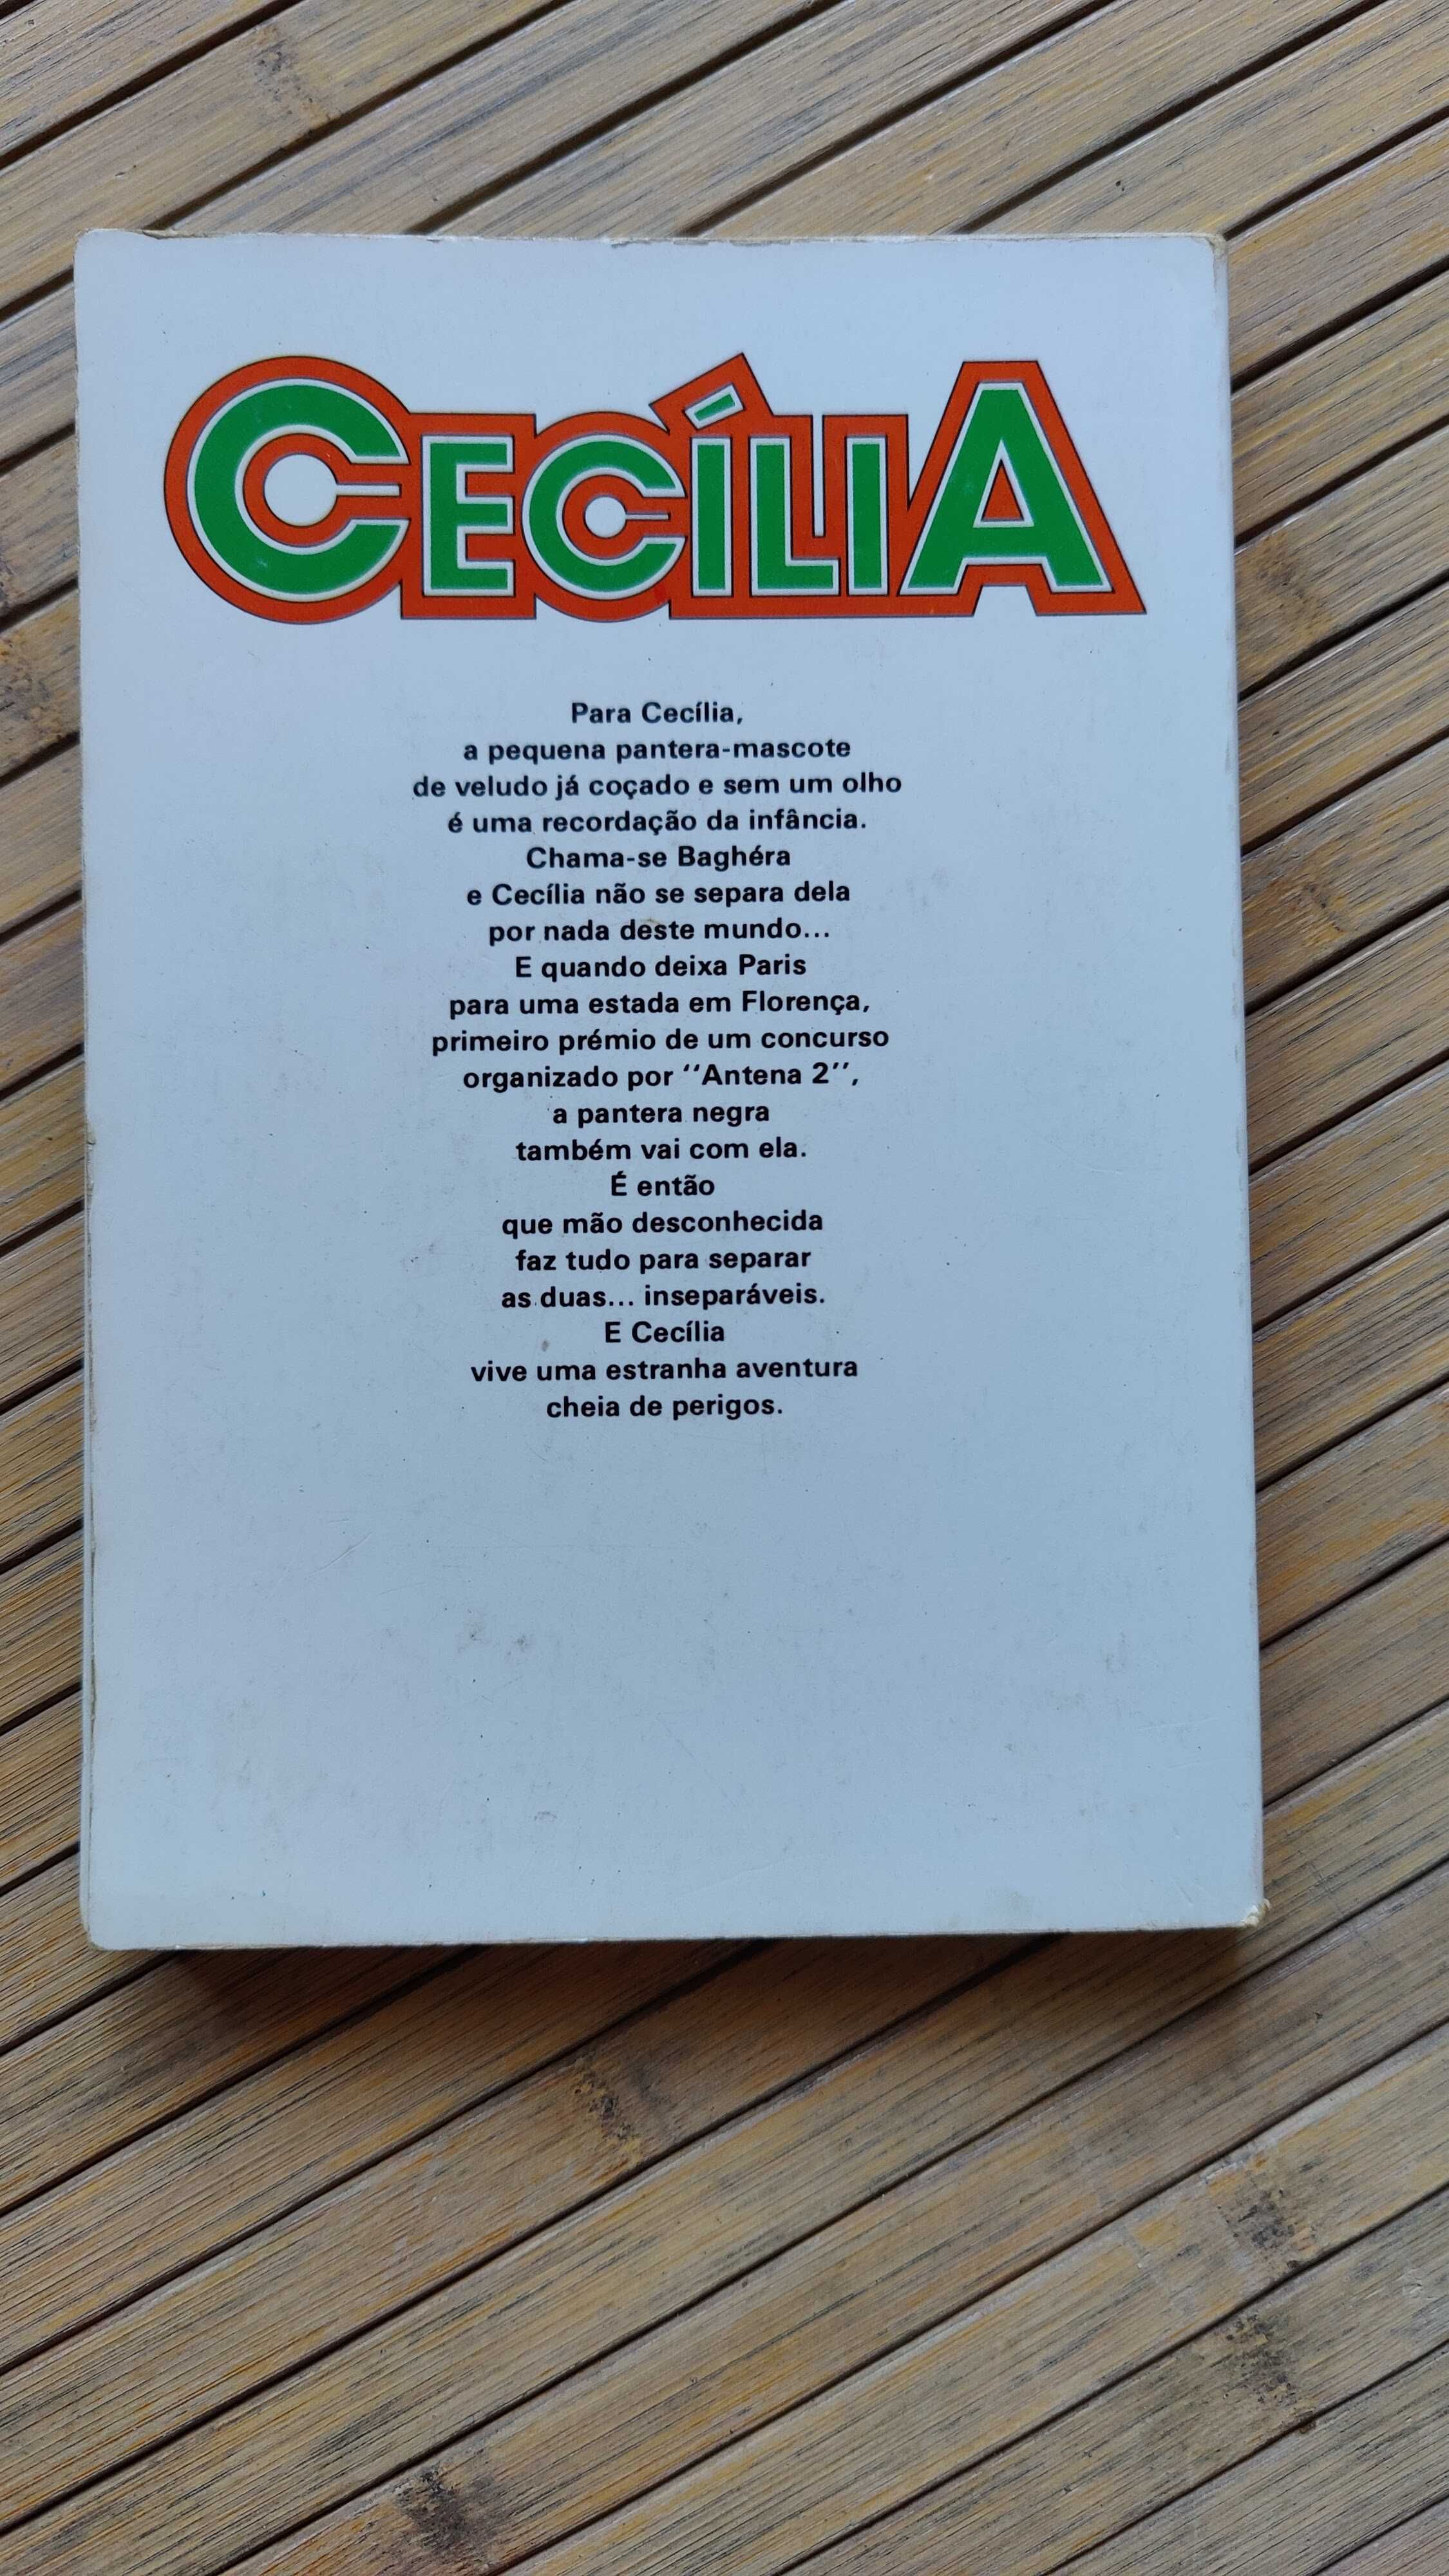 CECÍLIA
Para Cecília,
a pequena pantera-mascote
de veludo já coçado e sem um olho
é uma recordação da infância.
Chama-se Baghéra
e Cecília não se separa dela
por nada deste mundo...
E quando deixa Paris
para uma estada em Florença,
primeiro prémio de um concurso
organizado por ''Antena 2'',
a pantera negra
também vai com ela.
É então
que mão desconhecida
faz tudo para separar
as duas... inseparáveis.
E Cecília
vive uma estranha aventura
cheia de perigos.